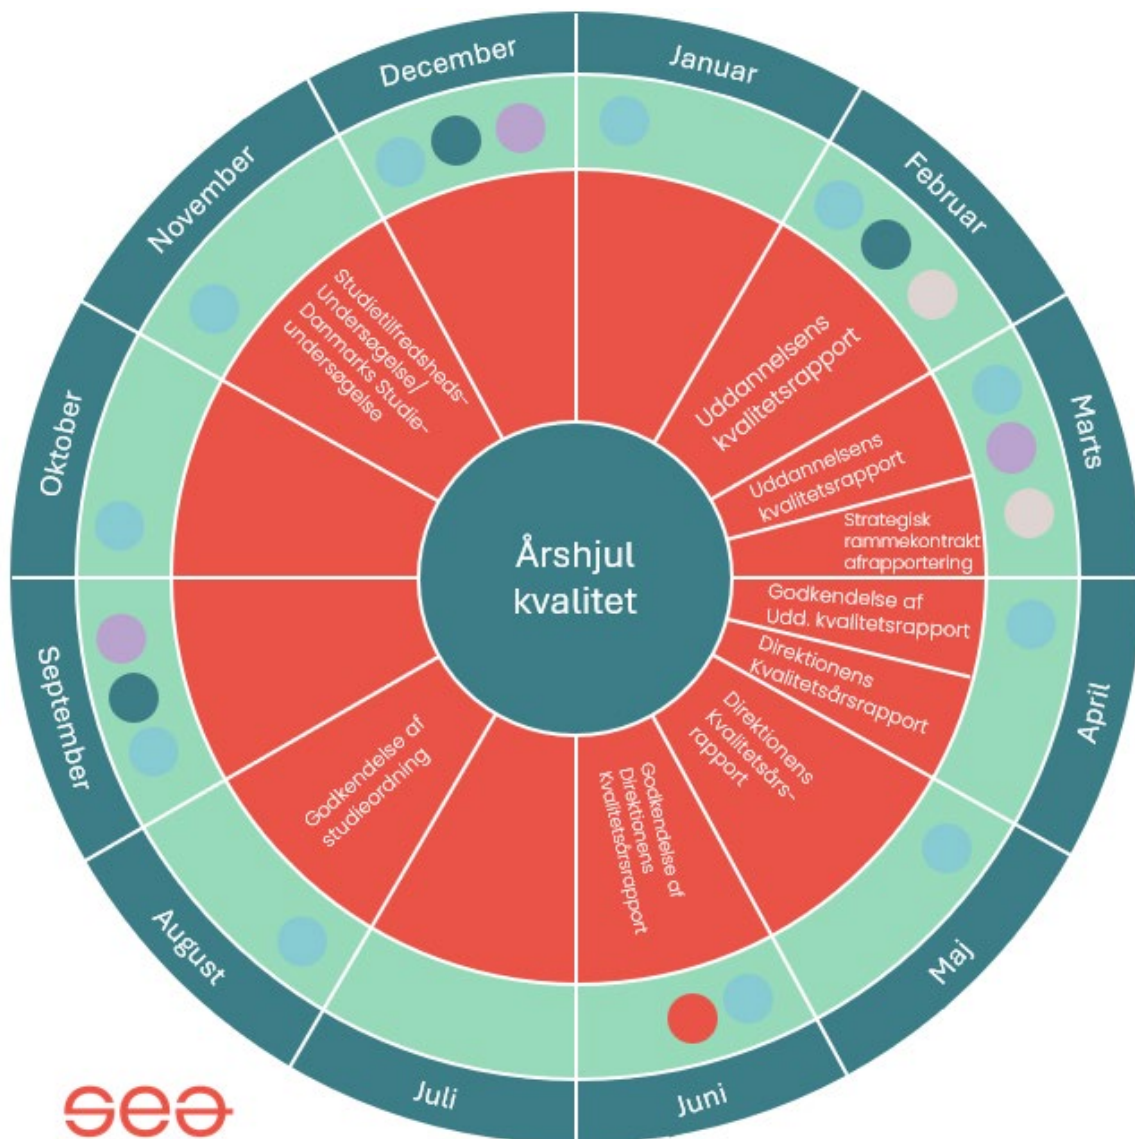 Årshjul
kvalitet
Januar
Februar
Uddannelsens
kvalitetsrapport
Marts
Uddannelsens
kvalitetsrapport
Strategisk
rammekontrakt
afrapportering
April
Godkendelse af
Udd. kvalitetsrapport
Direktionens
Kvalitetsårsrapport
Maj
Direktionens
Kvalitetsårs-
rapport
Juni
Godkendelse af
Direktionens
Kvalitetsårsrapport
Juli
August
Godkendelse af
studieordning
September
Oktober
November
Studietilfredsheds-
Undersøgelse/
Danmarks Studie-
undersøgelse
December
sea